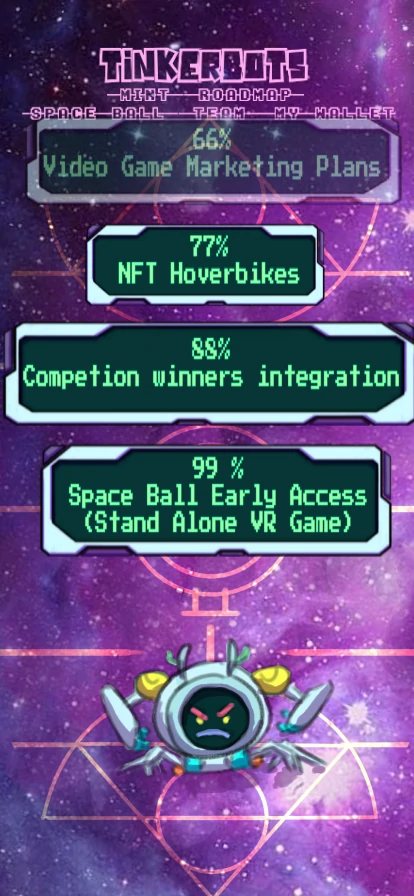 TiNKERBOTS
MINT ROADMAP
SPACE BALL TEAM MY WALLET
66%
Video Game Marketing Plans
77%
NFT Hoverbikes
88%
Competion winners integration
99 %
Space Ball Early Access
(Stand Alone VR Game)